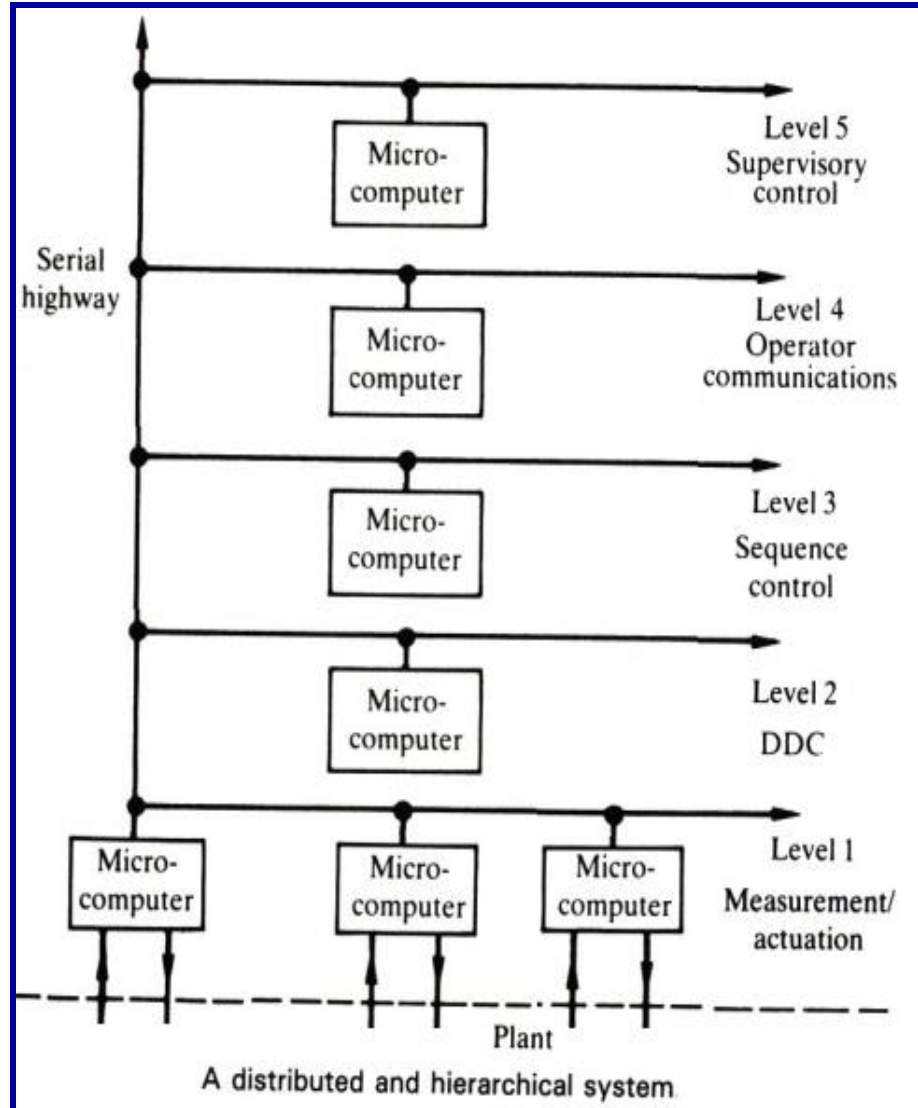 Micro-
computer
Level 5
Supervisory
control
Serial
highway
Micro-
computer
Level 4
Operator
communications
Micro-
computer
Level 3
Sequence
control
Micro-
computer
Level 2
DDC
Micro-
computer
Micro-
computer
Micro-
computer
Level 1
Measurement/
actuation
Plant
A distributed and hierarchical system